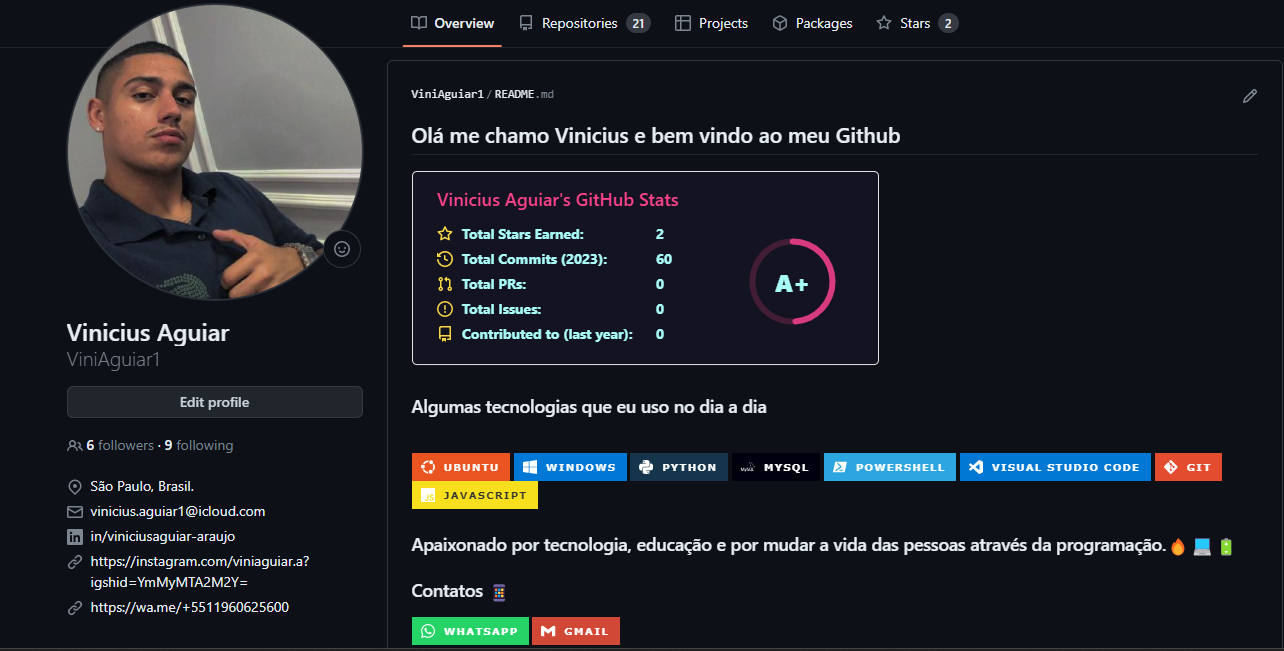 Overview
Repositories 21
Projects
Packages
Stars 2
Vinicius Aguiar
ViniAguiar1
Edit profile
6 followers · 9 following
São Paulo, Brasil.
vinicius.aguiar1@icloud.com
in/viniciusaguiar-araujo
https://instagram.com/viniaguiar.a?
igshid=YmMyMTA2M2Y=
https://wa.me/+5511960625600
ViniAguiar1/README.md
Olá me chamo Vinicius e bem vindo ao meu Github
Vinicius Aguiar's GitHub Stats
Total Stars Earned: 2
Total Commits (2023): 60
Total PRs: 0
Total Issues: 0
Contributed to (last year): 0
A+
Algumas tecnologias que eu uso no dia a dia
UBUNTU WINDOWS PYTHON MySQL MYSQL POWERSHELL VISUAL STUDIO CODE GIT
JS JAVASCRIPT
Apaixonado por tecnologia, educação e por mudar a vida das pessoas através da programação. 🔥 💻 🔋
Contatos 📱
WHATSAPP GMAIL